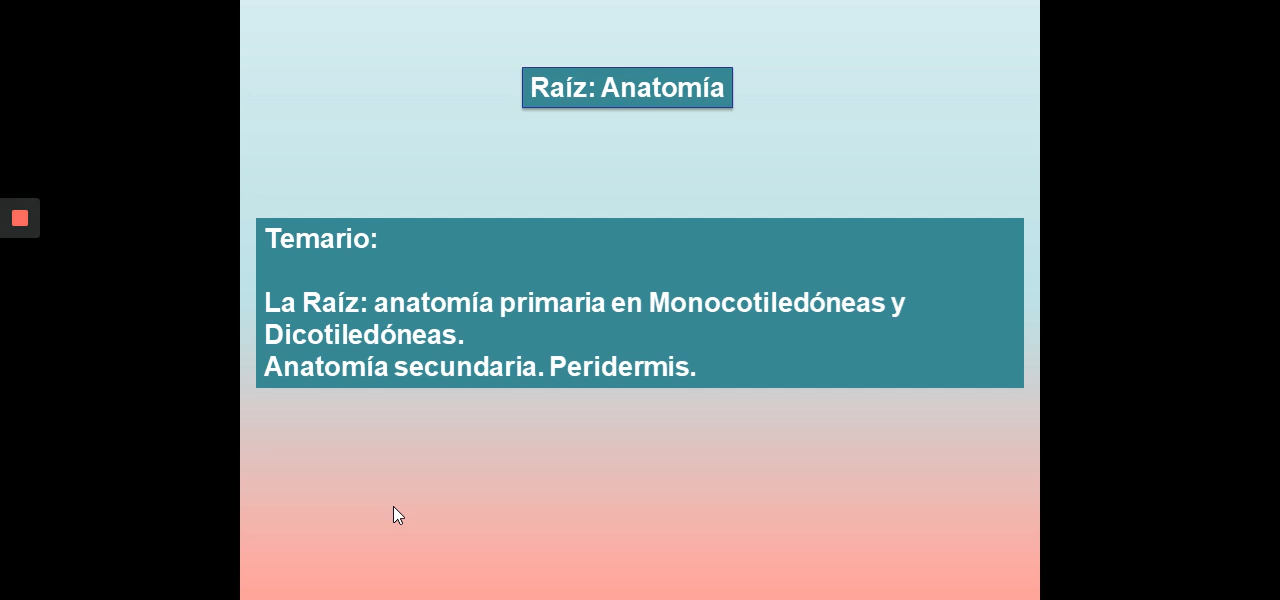 Raíz: Anatomía
Temario:
La Raíz: anatomía primaria en Monocotiledóneas y
Dicotiledóneas.
Anatomía secundaria. Peridermis.